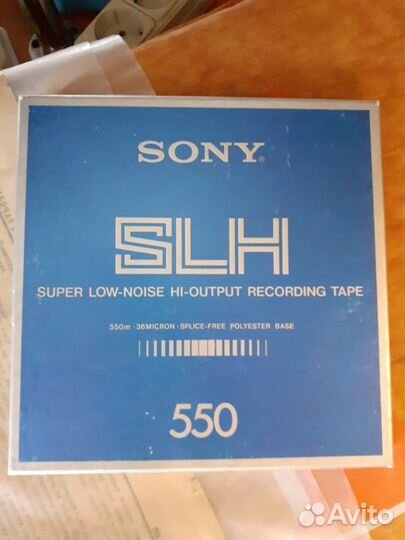 SONY®
SLH
SUPER LOW-NOISE HI-OUTPUT RECORDING TAPE
550m · 36MICRON · SPLICE-FREE POLYESTER BASE
550
Avito